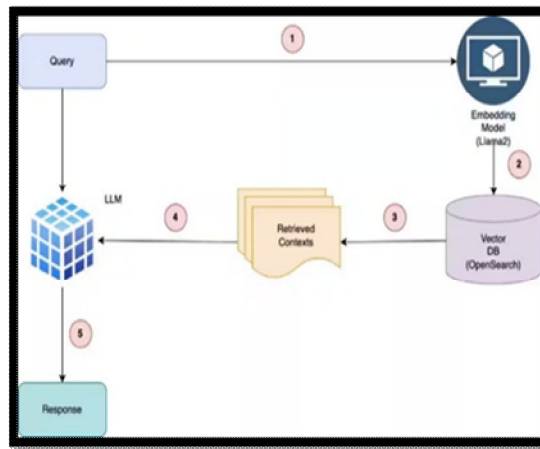 Query
1
Embedding
Model
(Llama2)
2
LLM
4
Retrieved
Contexts
3
Vector
DB
(OpenSearch)
5
Response